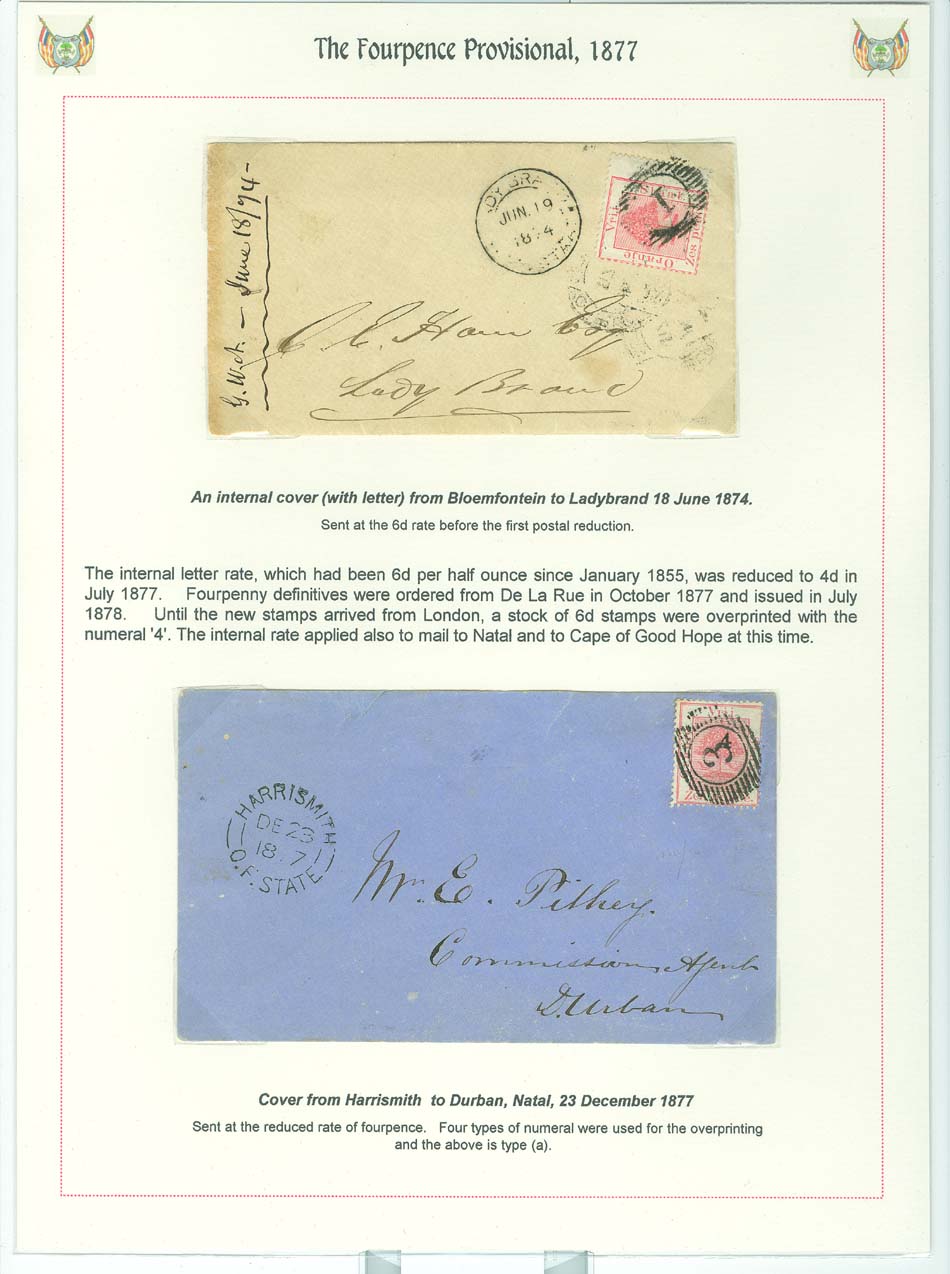 The Fourpence Provisional, 1877
JUN. 19
Vrij
Oranje
Zes pe
1
June 18/74
Esq
Lady Brand
An internal cover (with letter) from Bloemfontein to Ladybrand 18 June 1874.
Sent at the 6d rate before the first postal reduction.
The internal letter rate, which had been 6d per half ounce since January 1855, was reduced to 4d in
July 1877. Fourpenny definitives were ordered from De La Rue in October 1877 and issued in July
1878. Until the new stamps arrived from London, a stock of 6d stamps were overprinted with the
numeral '4'. The internal rate applied also to mail to Natal and to Cape of Good Hope at this time.
3
4
HARRISMITH
DE 23
18 7
O.F. STATE
Mr. E. Pithey.
Commission Agent
Durban
Cover from Harrismith to Durban, Natal, 23 December 1877
Sent at the reduced rate of fourpence. Four types of numeral were used for the overprinting
and the above is type (a).